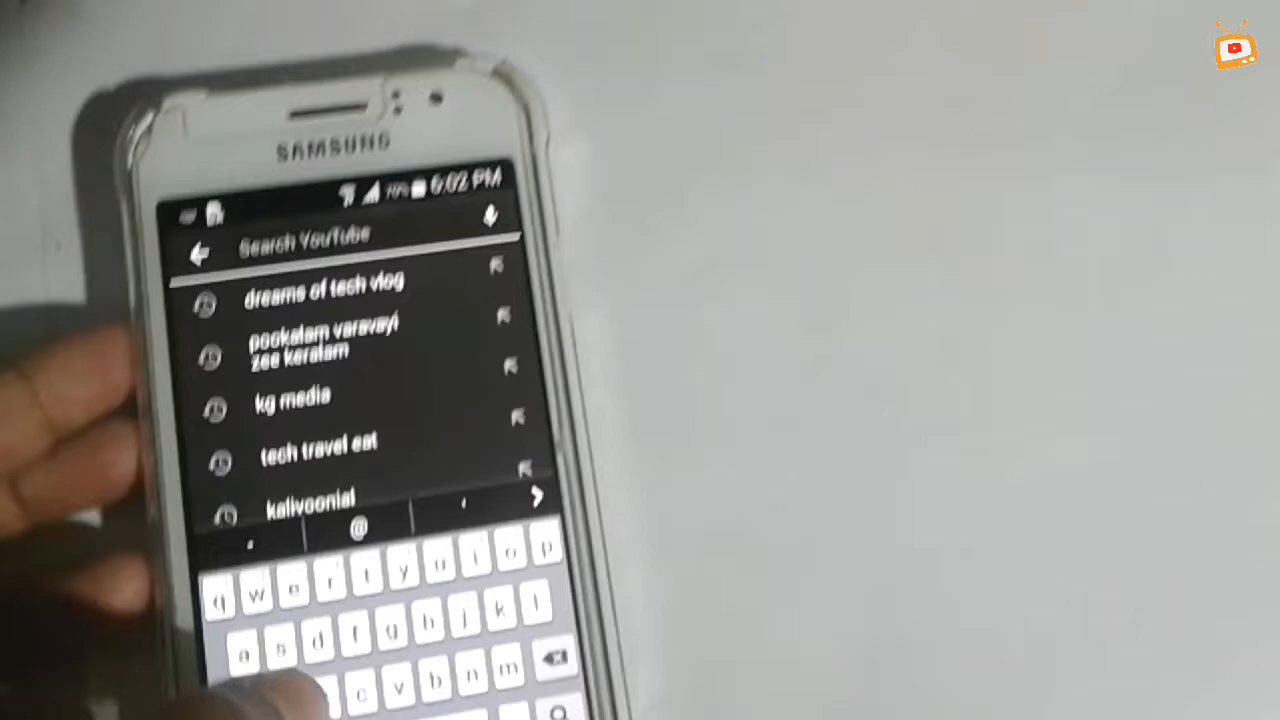 SAMSUNG
70% 6:02 PM
Search YouTube
dreams of tech vlog
pookalam varavayi
zee keralam
kg media
tech travel eat
@
q w e r t y u i o p
a s d f g h j k l
c v b n m